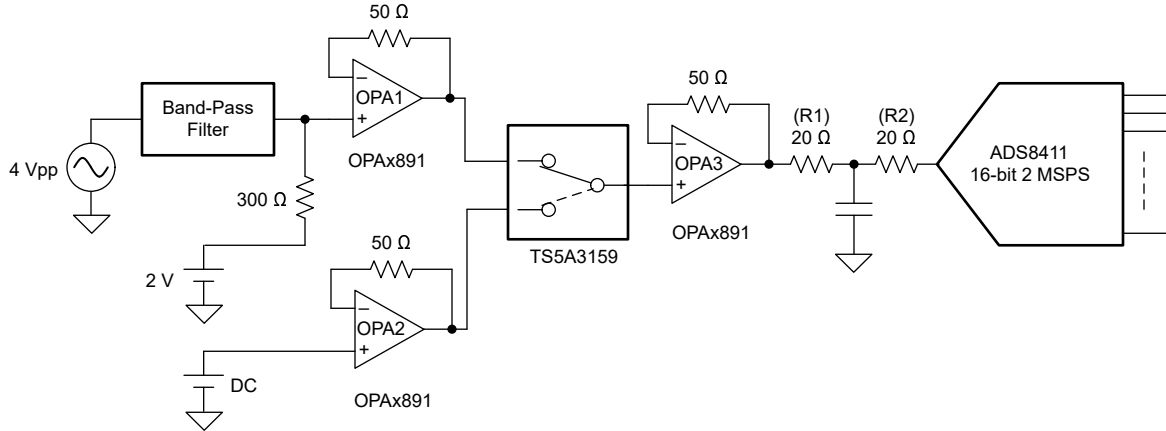 50 Ω
Band-Pass
Filter
−
OPA1
+
OPAx891
4 Vpp
300 Ω
2 V
50 Ω
−
OPA2
+
OPAx891
DC
TS5A3159
50 Ω
−
OPA3
+
OPAx891
(R1)
20 Ω
(R2)
20 Ω
ADS8411
16-bit 2 MSPS